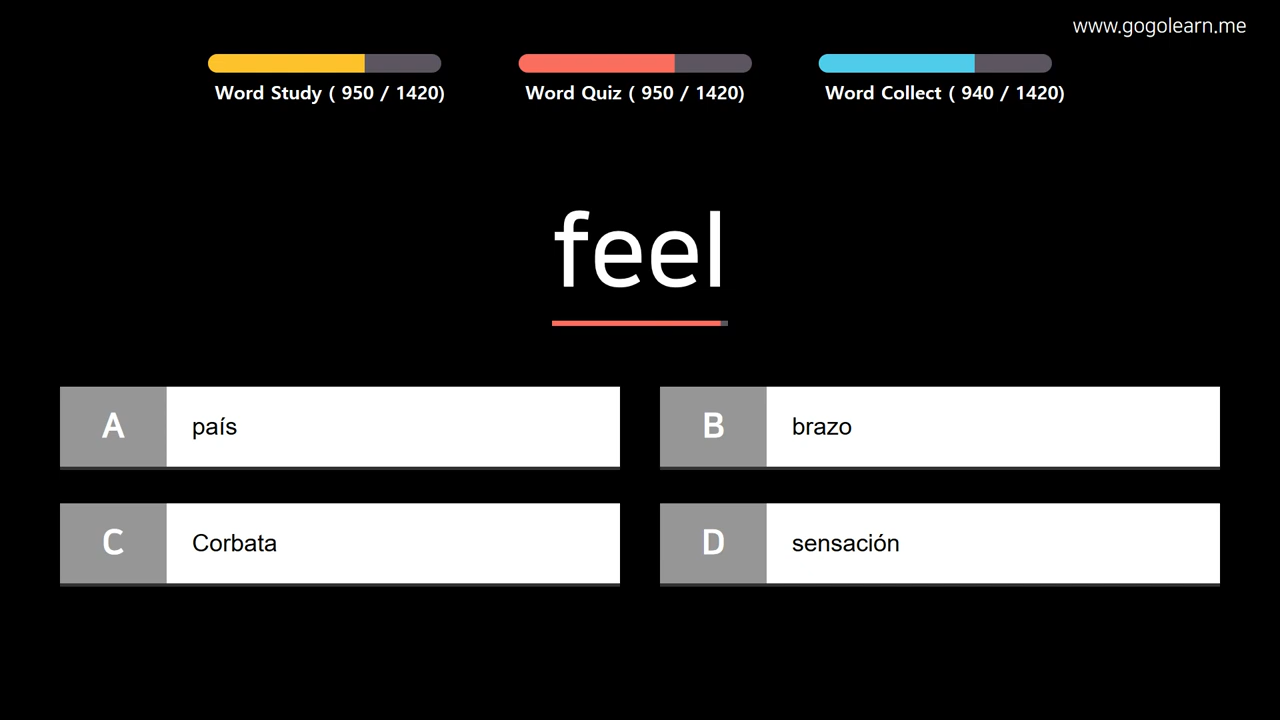 www.gogolearn.me
Word Study ( 950 / 1420)
Word Quiz ( 950 / 1420)
Word Collect ( 940 / 1420)
feel
A
país
B
brazo
C
Corbata
D
sensación